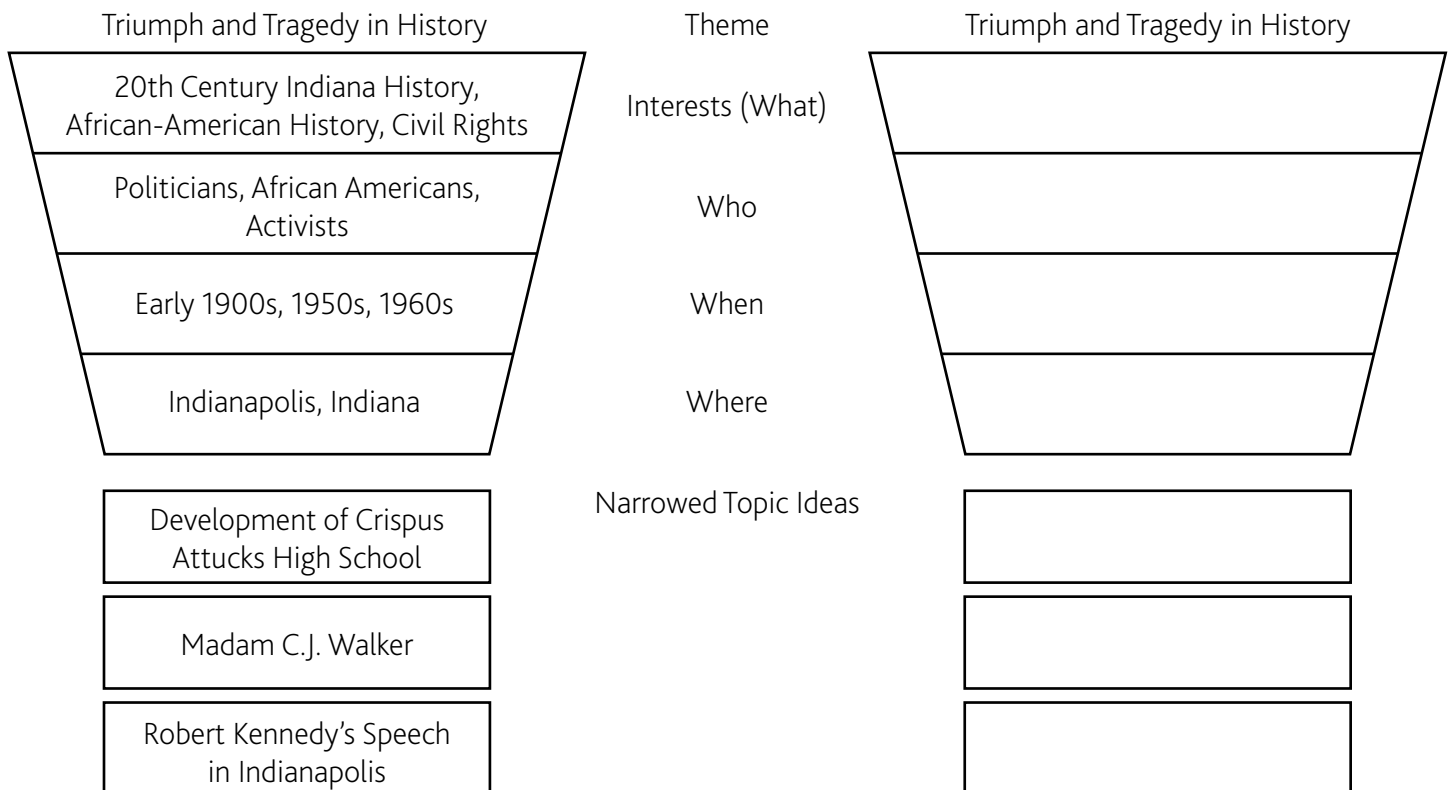 Triumph and Tragedy in History
Theme
Triumph and Tragedy in History
20th Century Indiana History,
African-American History, Civil Rights
Interests (What)
Politicians, African Americans,
Activists
Who
Early 1900s, 1950s, 1960s
When
Indianapolis, Indiana
Where
Narrowed Topic Ideas
Development of Crispus
Attucks High School
Madam C.J. Walker
Robert Kennedy’s Speech
in Indianapolis